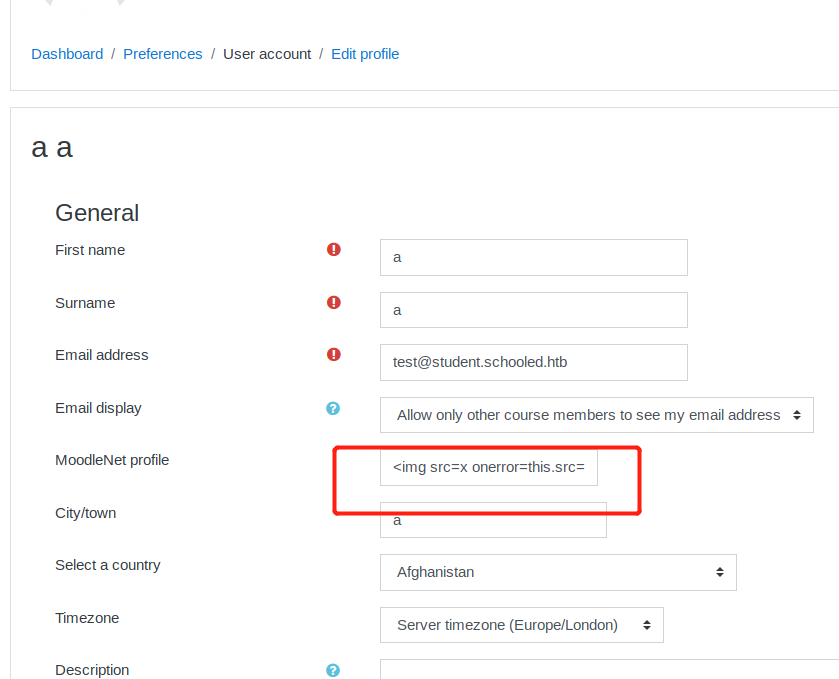 Dashboard / Preferences / User account / Edit profile
a a
General
First name
a
Surname
a
Email address
test@student.schooled.htb
Email display
Allow only other course members to see my email address
MoodleNet profile
<img src=x onerror=this.src=
City/town
a
Select a country
Afghanistan
Timezone
Server timezone (Europe/London)
Description